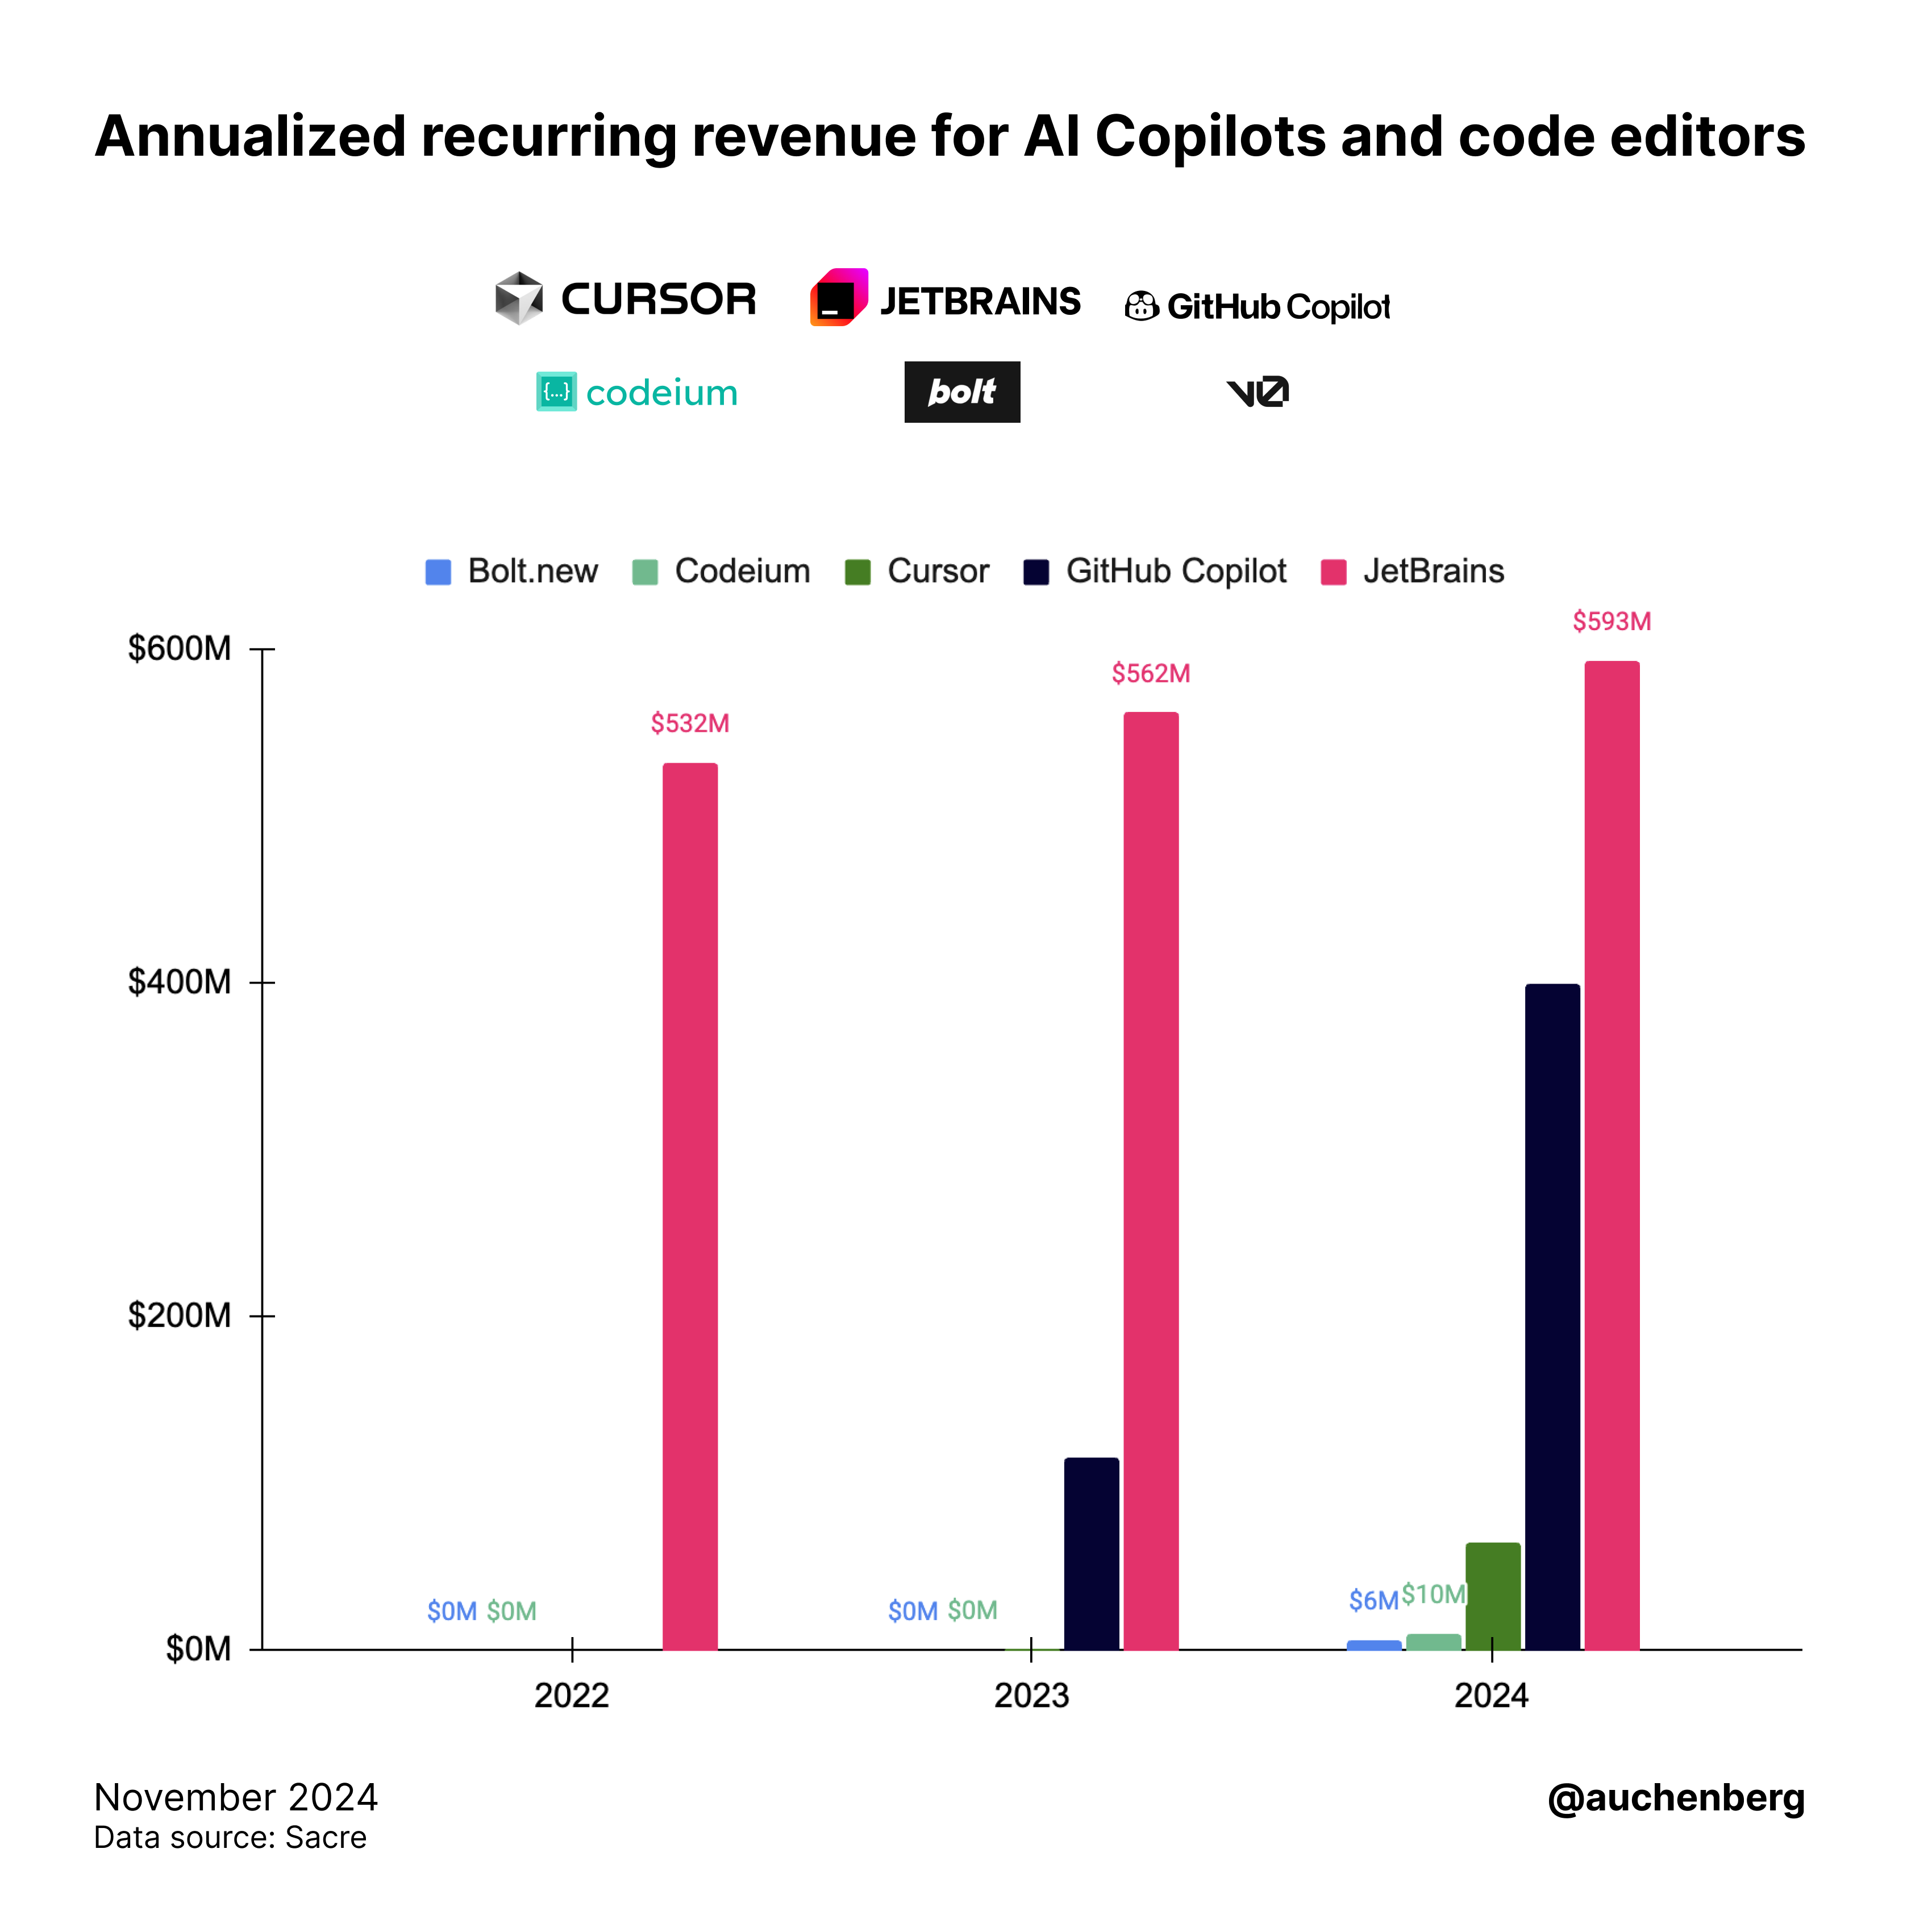 Annualized recurring revenue for AI Copilots and code editors
CURSOR JETBRAINS GitHub Copilot
{...} codeium bolt v0
Bolt.new Codeium Cursor GitHub Copilot JetBrains
$593M
$600M
$562M
$532M
$400M
$200M
$0M $0M $0M $0M $6M $10M
$0M
2022 2023 2024
November 2024 @auchenberg
Data source: Sacre